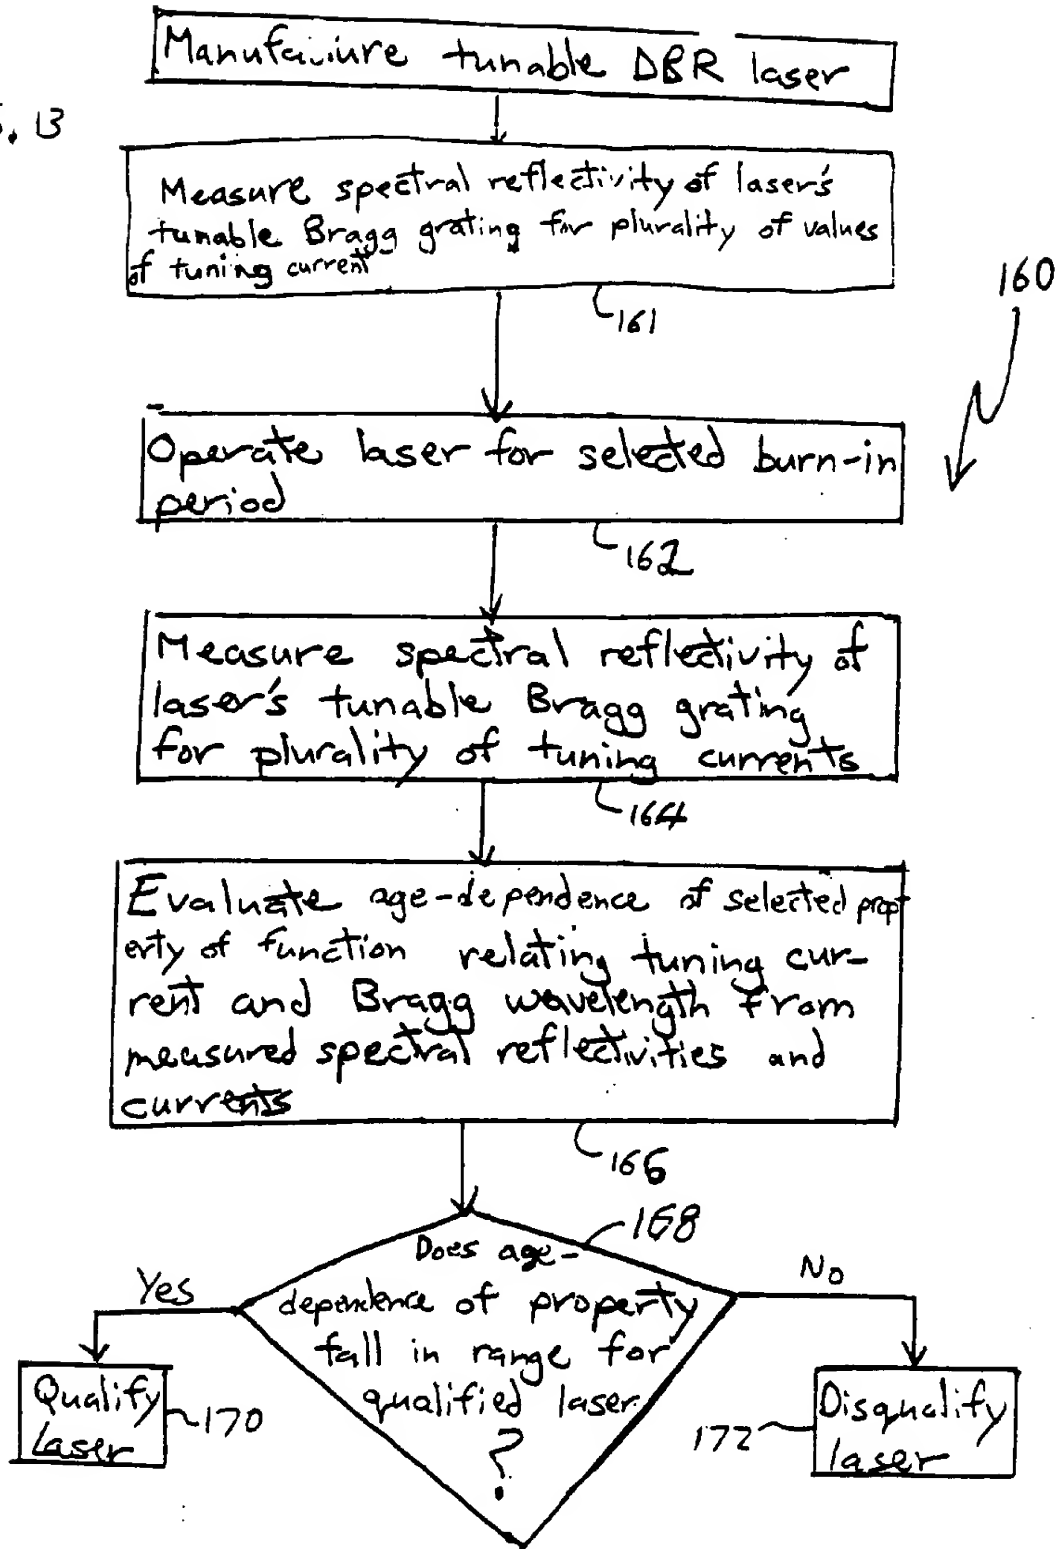 Manufacture tunable DBR laser
. 13
Measure spectral reflectivity of laser's
tunable Bragg grating for plurality of values
of tuning current
161
160
Operate laser for selected burn-in
period
162
Measure spectral reflectivity of
laser's tunable Bragg grating
for plurality of tuning currents
164
Evaluate age-dependence of selected prop
erty of function relating tuning cur-
rent and Bragg wavelength from
measured spectral reflectivities and
currents
166
168
Does age-
dependence of property
fall in range for
qualified laser
?
Yes
No
Qualify
laser
170
172
Disqualify
laser